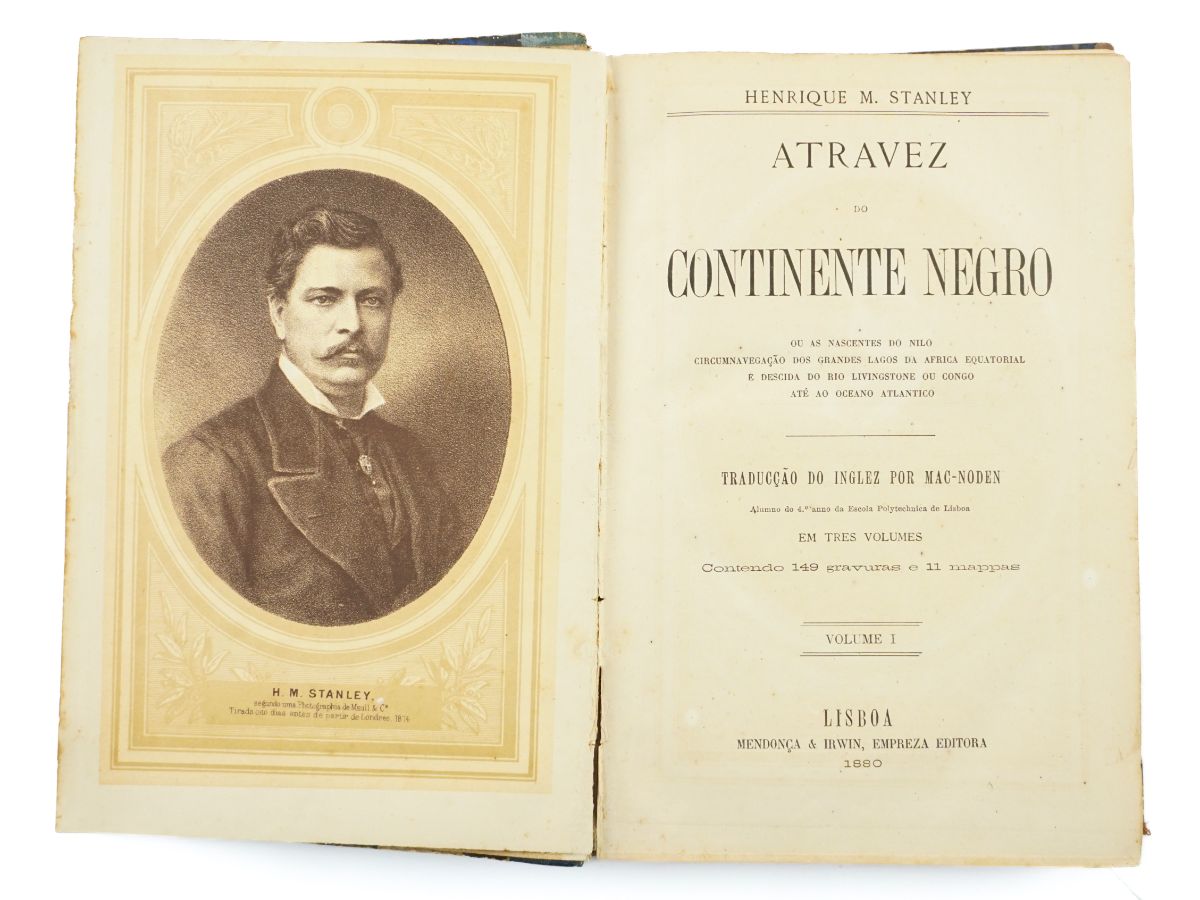 H. M. STANLEY,
segundo uma Photographia de Maull & Cª
Tirada oito dias antes de partir de Londres. 1874
HENRIQUE M. STANLEY
ATRAVEZ
DO
CONTINENTE NEGRO
OU AS NASCENTES DO NILO
CIRCUMNAVEGAÇÃO DOS GRANDES LAGOS DA AFRICA EQUATORIAL
E DESCIDA DO RIO LIVINGSTONE OU CONGO
ATÉ AO OCEANO ATLANTICO
TRADUCÇÃO DO INGLEZ POR MAC-NODEN
Alumno do 4.º anno da Escola Polytechnica de Lisboa
EM TRES VOLUMES
Contendo 149 gravuras e 11 mappas
VOLUME I
LISBOA
MENDONÇA & IRWIN, EMPREZA EDITORA
1880